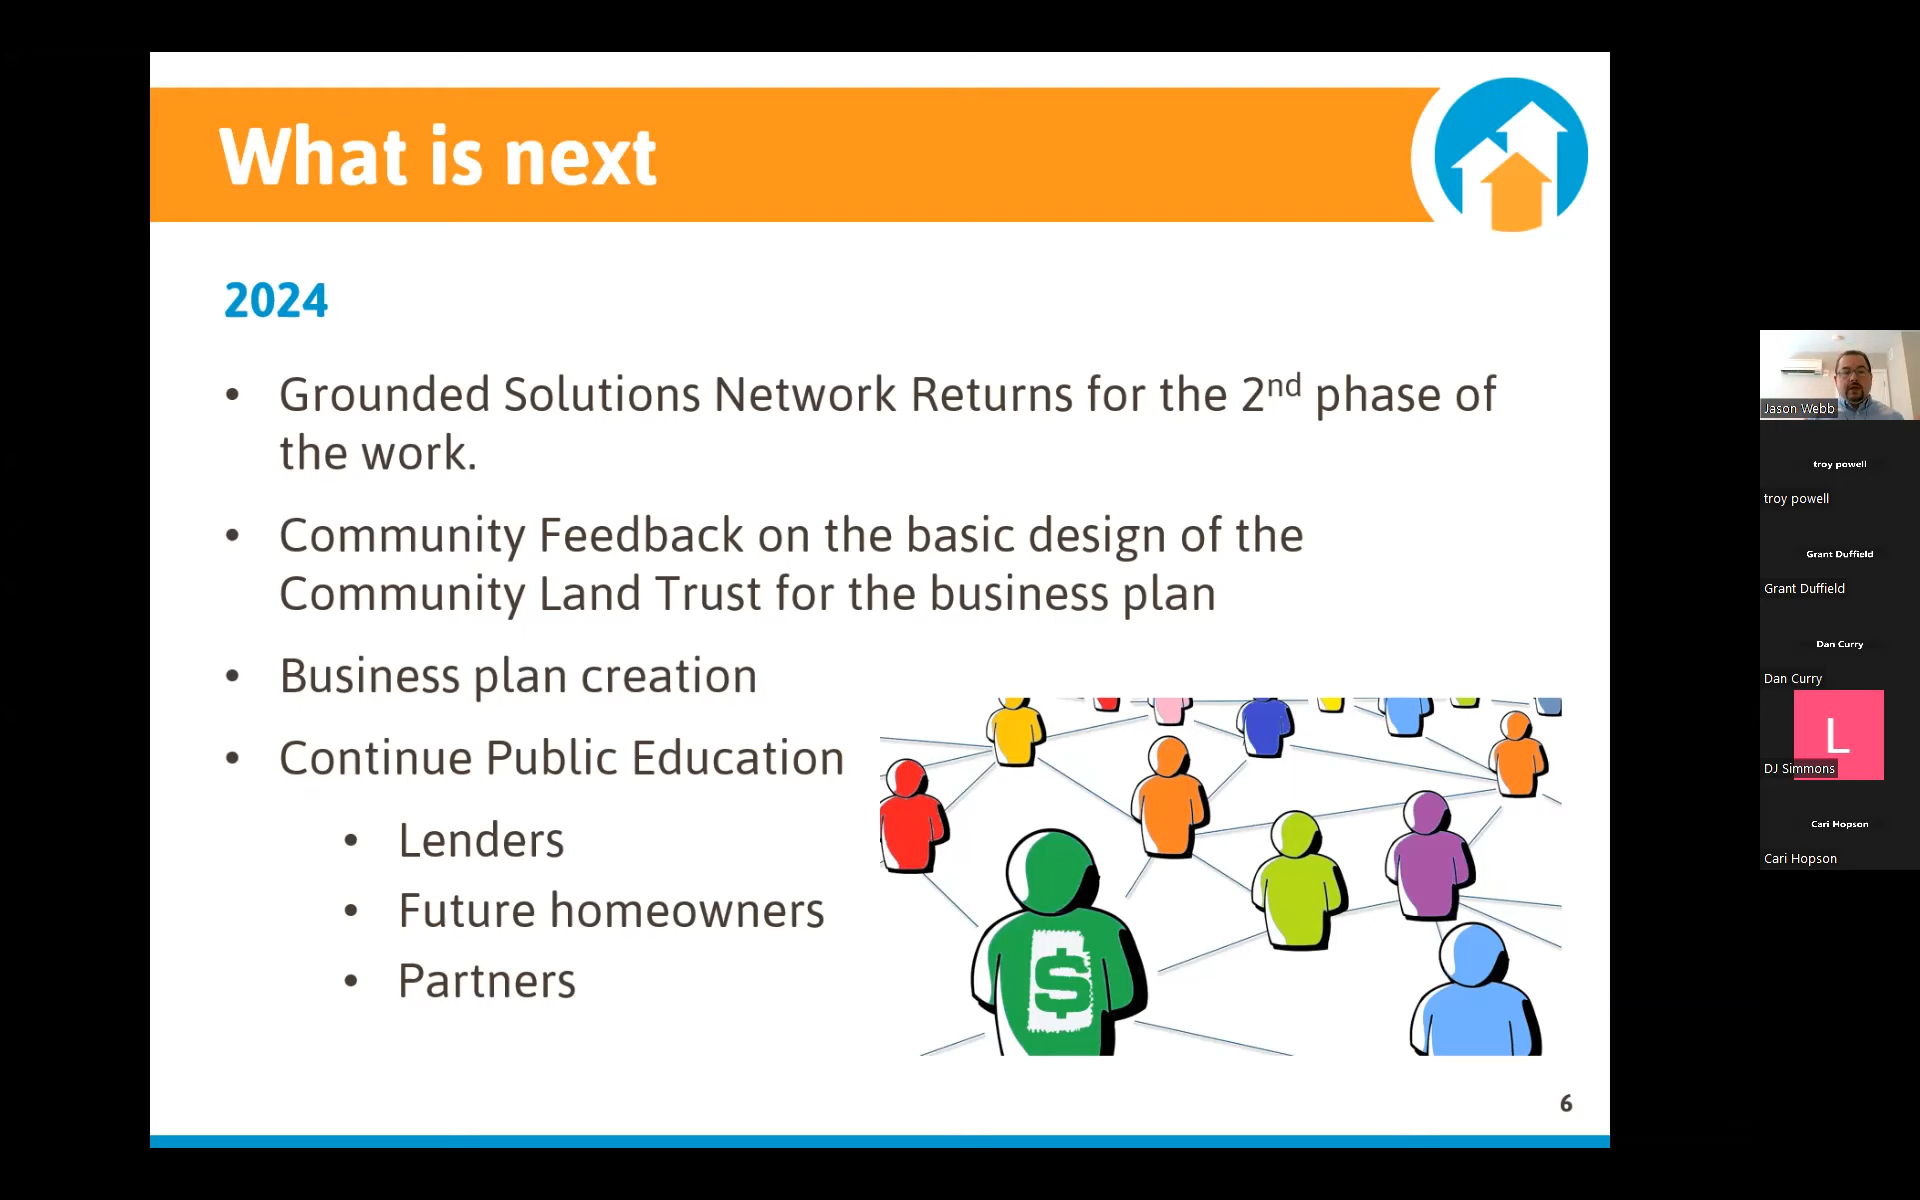 What is next
2024
• Grounded Solutions Network Returns for the 2nd phase of
the work.
• Community Feedback on the basic design of the
Community Land Trust for the business plan
• Business plan creation
• Continue Public Education
• Lenders
• Future homeowners
• Partners
$
6
Jason Webb
troy powell
troy powell
Grant Duffield
Grant Duffield
Dan Curry
Dan Curry
L
DJ Simmons
Cari Hopson
Cari Hopson